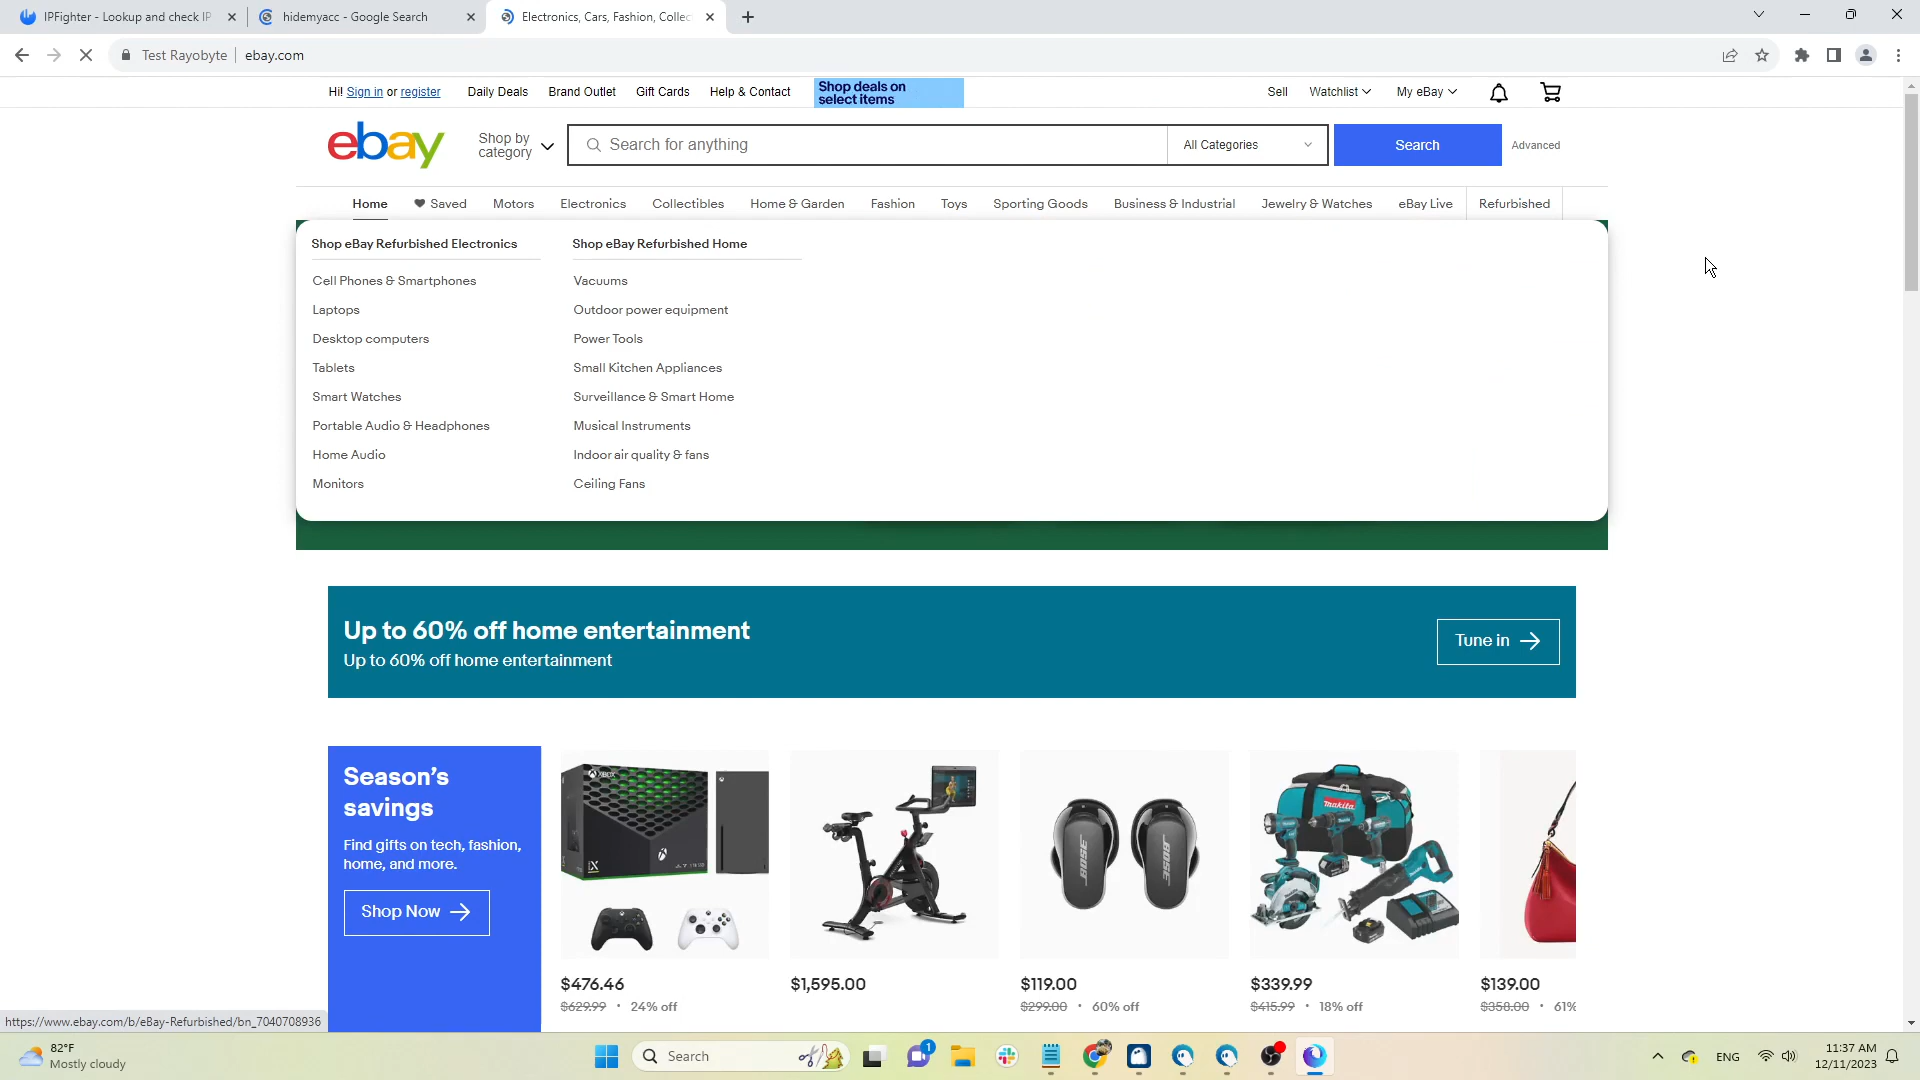 IPFighter - Lookup and check IP
hidemyacc - Google Search
Electronics, Cars, Fashion, Collec
Test Rayobyte
ebay.com
Hi! Sign in or register
Daily Deals
Brand Outlet
Gift Cards
Help & Contact
Shop deals on
select items
Sell
Watchlist
My eBay
ebay
Shop by
category
Search for anything
All Categories
Search
Advanced
Home
Saved
Motors
Electronics
Collectibles
Home & Garden
Fashion
Toys
Sporting Goods
Business & Industrial
Jewelry & Watches
eBay Live
Refurbished
Shop eBay Refurbished Electronics
Cell Phones & Smartphones
Laptops
Desktop computers
Tablets
Smart Watches
Portable Audio & Headphones
Home Audio
Monitors
Shop eBay Refurbished Home
Vacuums
Outdoor power equipment
Power Tools
Small Kitchen Appliances
Surveillance & Smart Home
Musical Instruments
Indoor air quality & fans
Ceiling Fans
Up to 60% off home entertainment
Up to 60% off home entertainment
Tune in
Season's
savings
Find gifts on tech, fashion,
home, and more.
Shop Now
XBOX
BOSE
BOSE
makita
$476.46
$629.99 · 24% off
$1,595.00
$119.00
$299.00 · 60% off
$339.99
$415.99 · 18% off
$139.00
$358.00 · 61%
https://www.ebay.com/b/eBay-Refurbished/bn_7040708936
82°F
Mostly cloudy
Search
1
ENG
11:37 AM
12/11/2023